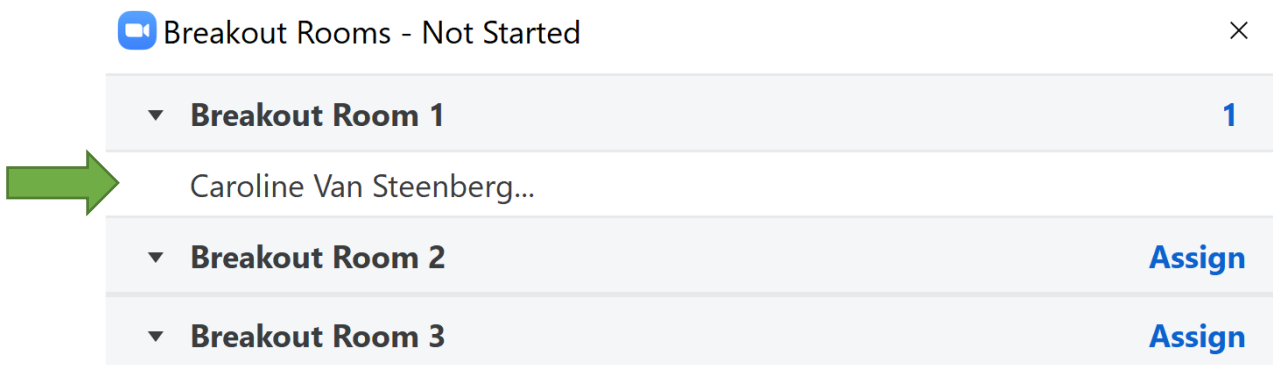 Breakout Rooms - Not Started
Breakout Room 1 1
Caroline Van Steenberg...
Breakout Room 2 Assign
Breakout Room 3 Assign